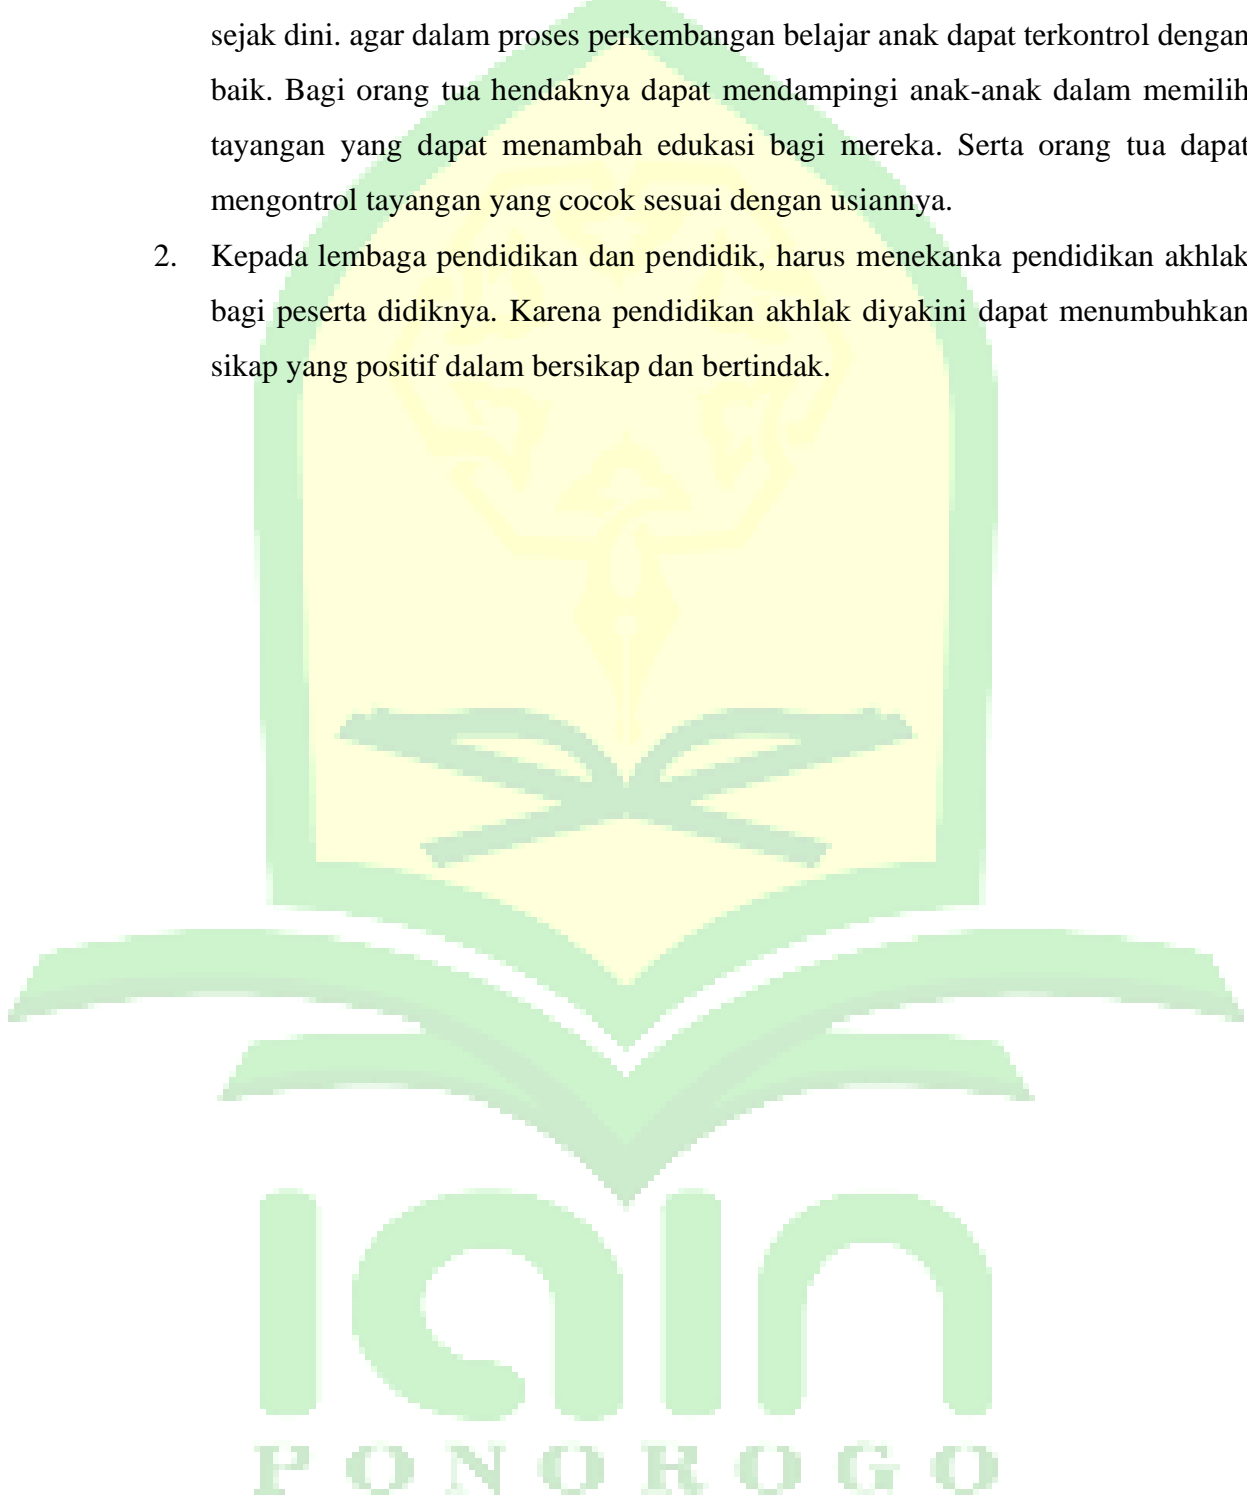 sejak dini. agar dalam proses perkembangan belajar anak dapat terkontrol dengan
baik. Bagi orang tua hendaknya dapat mendampingi anak-anak dalam memilih
tayangan yang dapat menambah edukasi bagi mereka. Serta orang tua dapat
mengontrol tayangan yang cocok sesuai dengan usiannya.
2. Kepada lembaga pendidikan dan pendidik, harus menekanka pendidikan akhlak
bagi peserta didiknya. Karena pendidikan akhlak diyakini dapat menumbuhkan
sikap yang positif dalam bersikap dan bertindak.
iain
PONOROGO